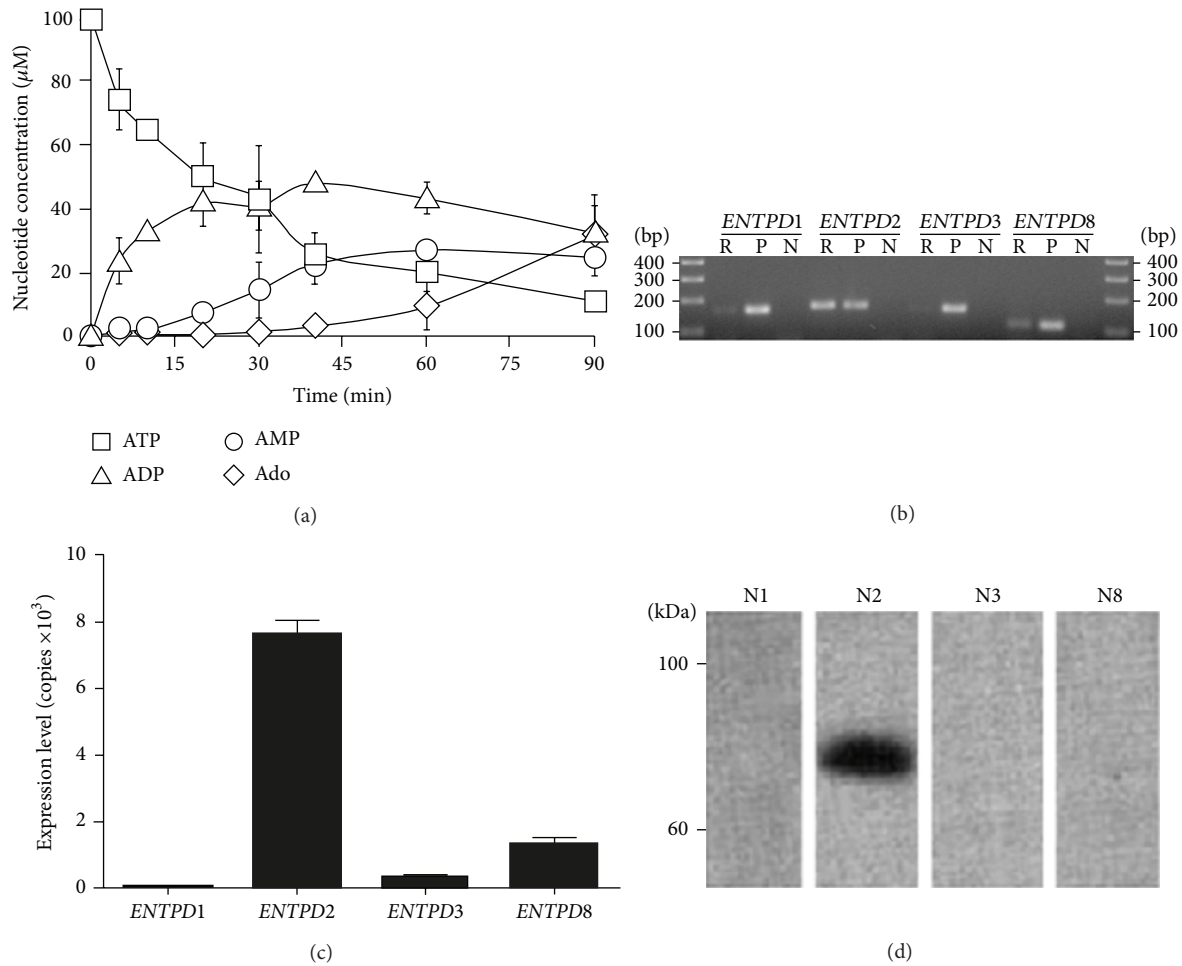 100
80
60
40
20
0
Nucleotide concentration (μM)
0 15 30 45 60 75 90
Time (min)
ATP AMP
ADP Ado
(a)
ENTPD1 ENTPD2 ENTPD3 ENTPD8
(bp) R P N R P N R P N R P N (bp)
400 400
300 300
200 200
100 100
(b)
10
8
6
4
2
0
Expression level (copies ×10³)
ENTPD1 ENTPD2 ENTPD3 ENTPD8
(c)
N1 N2 N3 N8
(kDa)
100
60
(d)